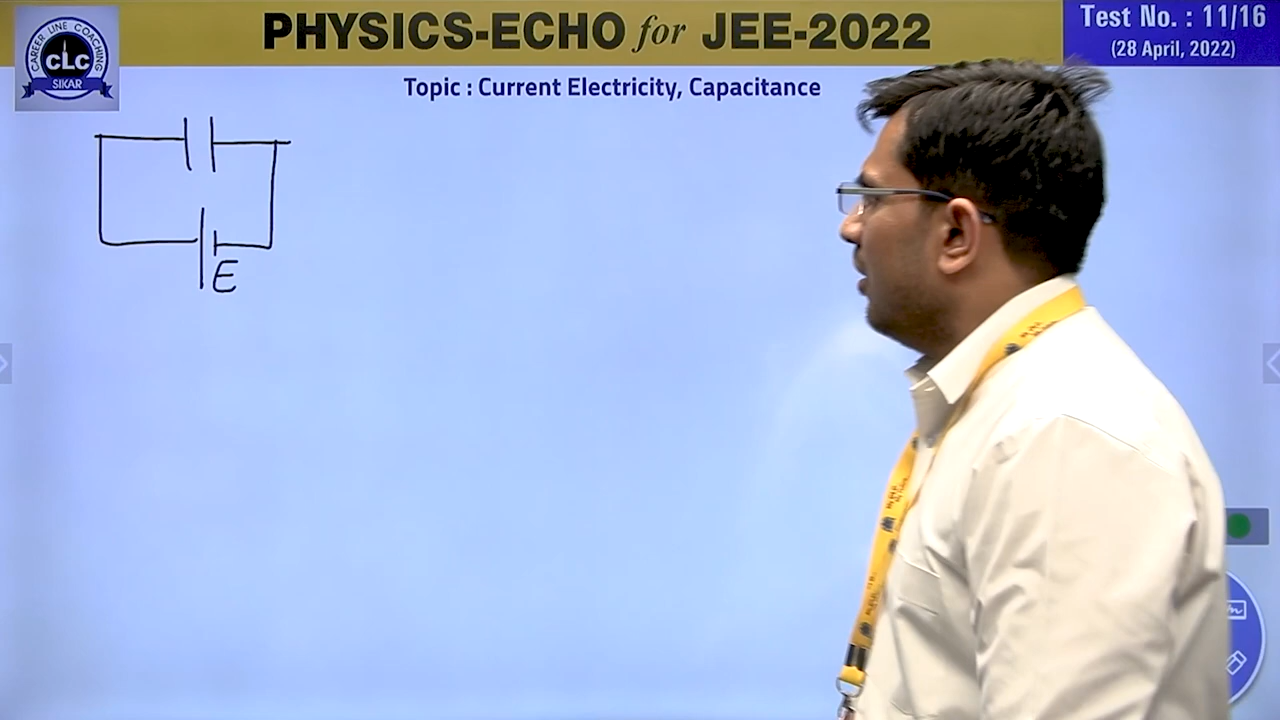 PHYSICS-ECHO for JEE-2022
Test No. : 11/16
(28 April, 2022)
CAREER LINE COACHING
CLC
SIKAR
Topic : Current Electricity, Capacitance
E